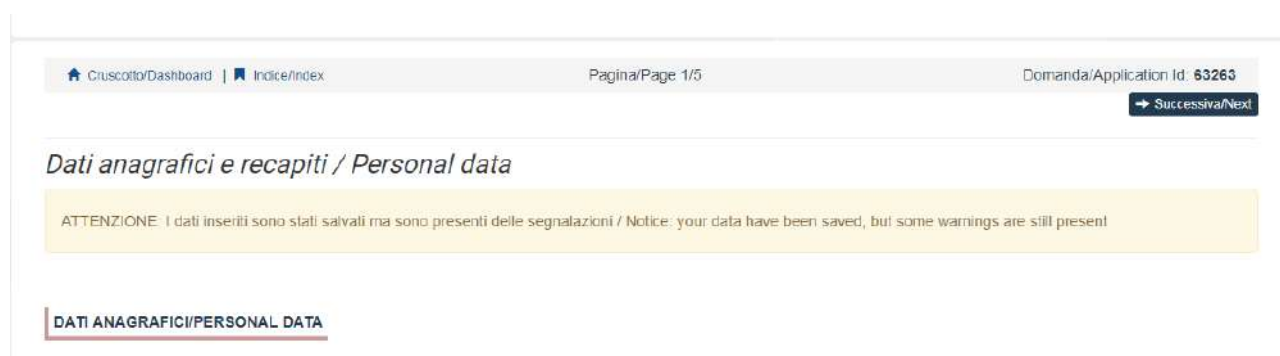 Cruscotto/Dashboard | Indice/Index Pagina/Page 1/5 Domanda/Application Id: 63263
Successiva/Next
Dati anagrafici e recapiti / Personal data
ATTENZIONE: I dati inseriti sono stati salvati ma sono presenti delle segnalazioni / Notice: your data have been saved, but some warnings are still present
DATI ANAGRAFICI/PERSONAL DATA